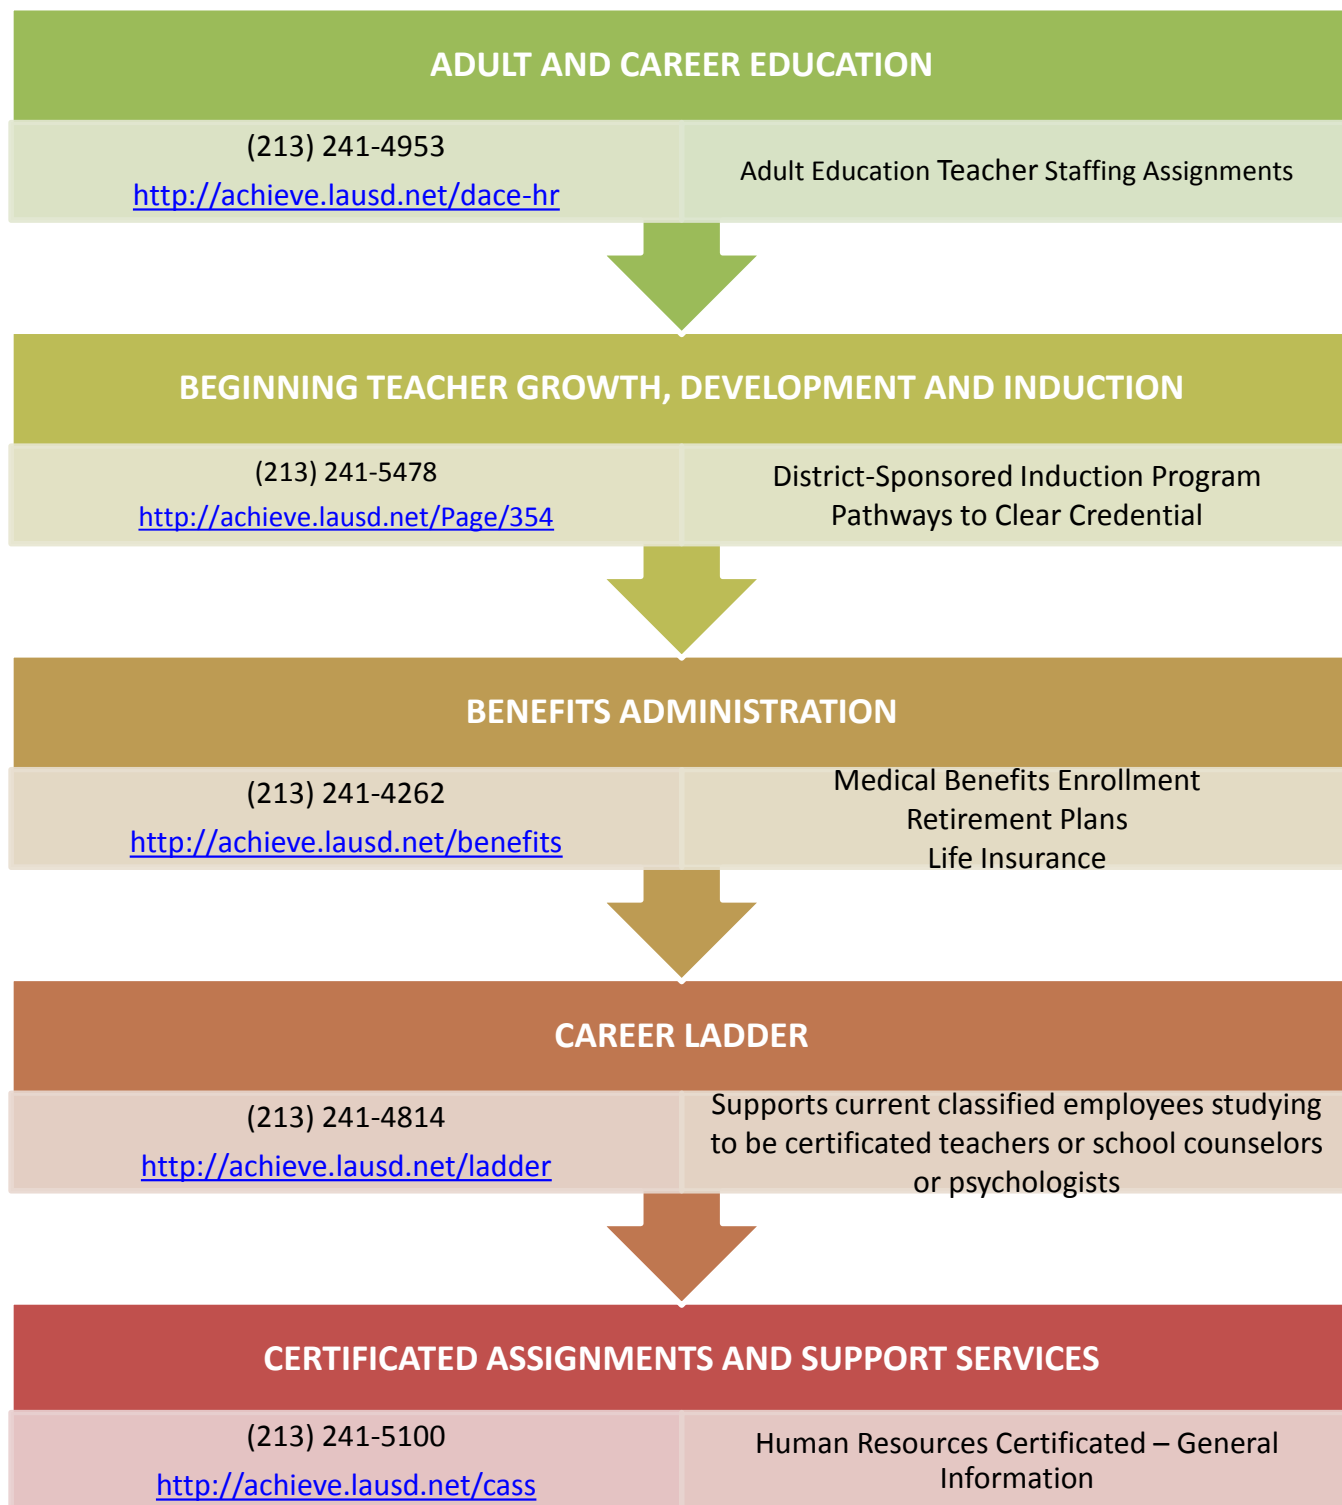 ADULT AND CAREER EDUCATION
(213) 241-4953
http://achieve.lausd.net/dace-hr
Adult Education Teacher Staffing Assignments
BEGINNING TEACHER GROWTH, DEVELOPMENT AND INDUCTION
(213) 241-5478
http://achieve.lausd.net/Page/354
District-Sponsored Induction Program
Pathways to Clear Credential
BENEFITS ADMINISTRATION
(213) 241-4262
http://achieve.lausd.net/benefits
Medical Benefits Enrollment
Retirement Plans
Life Insurance
CAREER LADDER
(213) 241-4814
http://achieve.lausd.net/ladder
Supports current classified employees studying
to be certificated teachers or school counselors
or psychologists
CERTIFICATED ASSIGNMENTS AND SUPPORT SERVICES
(213) 241-5100
http://achieve.lausd.net/cass
Human Resources Certificated – General
Information